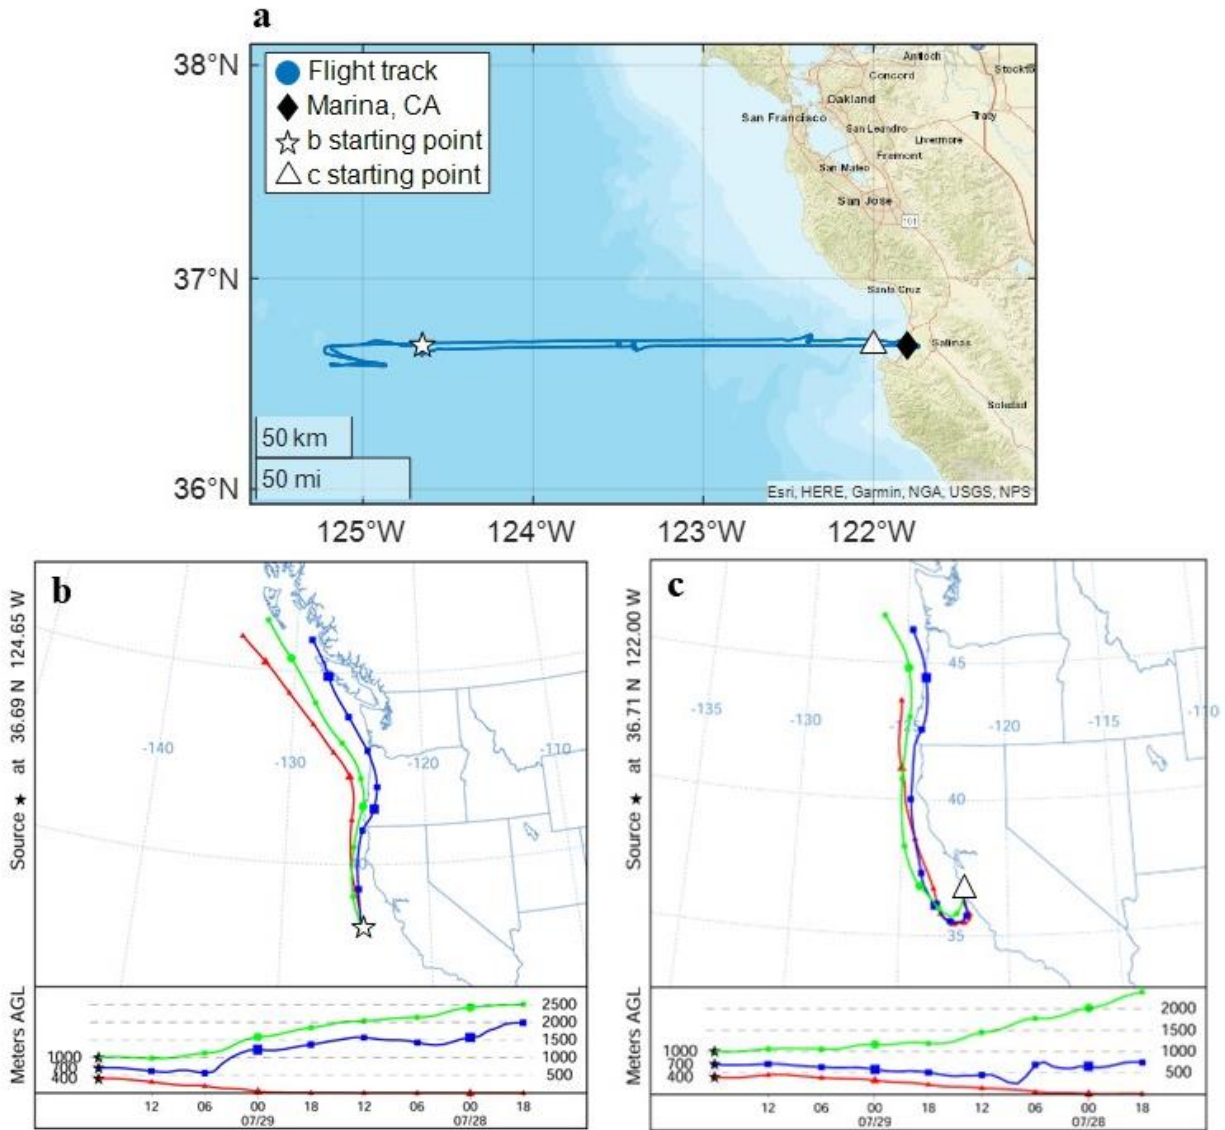 a
38°N
37°N
36°N
Flight track
Marina, CA
b starting point
c starting point
Antioch
Concord
Stockto
Oakland
San Francisco
Tracy
San Leandro
Livermore
Fremont
San Mateo
San Jose
101
Santa Cruz
Salinas
Soledad
50 km
50 mi
Esri, HERE, Garmin, NGA, USGS, NPS
125°W 124°W 123°W 122°W
b
Source ★ at 36.69 N 124.65 W
-140
-130
-120
-110
Meters AGL
2500
2000
1500
1000
500
1000
700
400
12 06 00 18 12 06 00 18
07/29 07/28
c
Source ★ at 36.71 N 122.00 W
45
-135
-130
-125
-120
-115
-110
40
35
Meters AGL
2000
1500
1000
500
1000
700
400
12 06 00 18 12 06 00 18
07/29 07/28